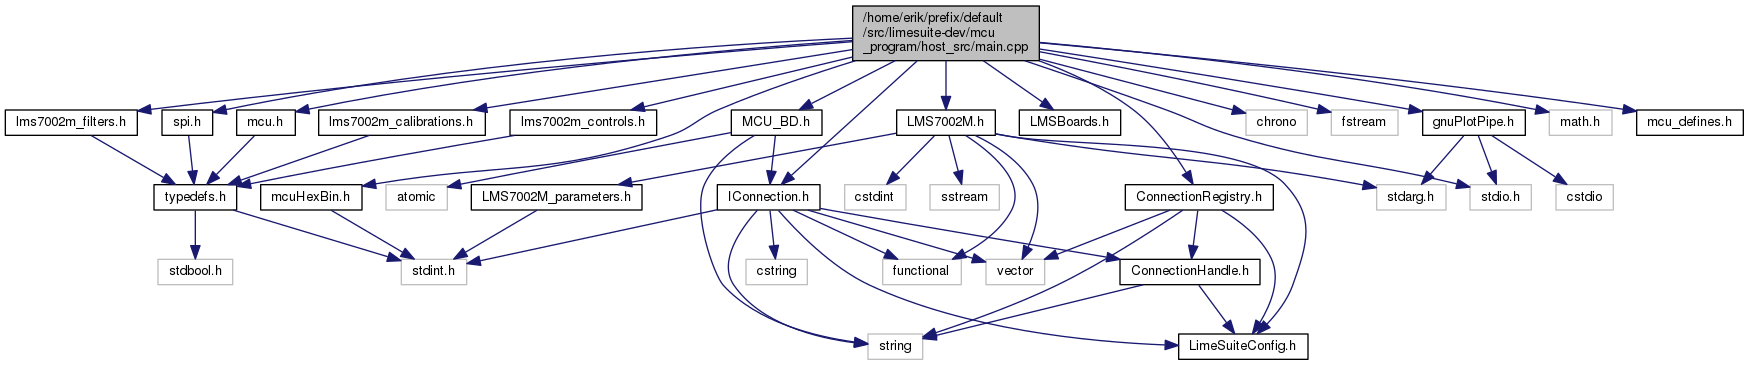 /home/erik/prefix/default
/src/limesuite-dev/mcu
_program/host_src/main.cpp
lms7002m_filters.h
spi.h
mcu.h
lms7002m_calibrations.h
lms7002m_controls.h
MCU_BD.h
LMS7002M.h
LMSBoards.h
chrono
fstream
gnuPlotPipe.h
math.h
mcu_defines.h
typedefs.h
mcuHexBin.h
atomic
LMS7002M_parameters.h
IConnection.h
cstdint
sstream
ConnectionRegistry.h
stdarg.h
stdio.h
cstdio
stdbool.h
stdint.h
cstring
functional
vector
ConnectionHandle.h
string
LimeSuiteConfig.h